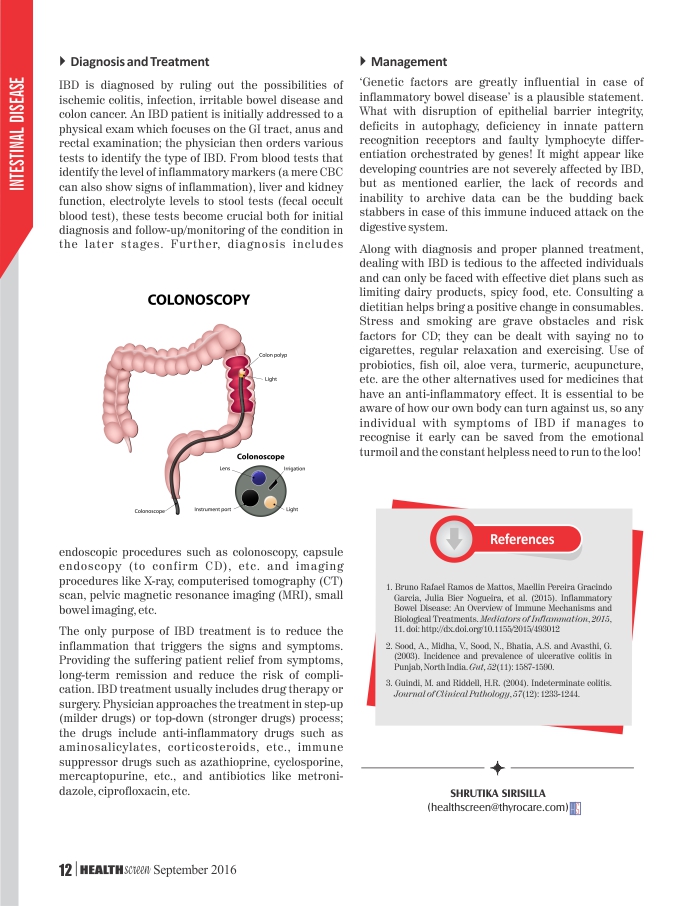 INTESTINAL DISEASE
Diagnosis and Treatment
IBD is diagnosed by ruling out the possibilities of
ischemic colitis, infection, irritable bowel disease and
colon cancer. An IBD patient is initially addressed to a
physical exam which focuses on the GI tract, anus and
rectal examination; the physician then orders various
tests to identify the type of IBD. From blood tests that
identify the level of inflammatory markers (a mere CBC
can also show signs of inflammation), liver and kidney
function, electrolyte levels to stool tests (fecal occult
blood test), these tests become crucial both for initial
diagnosis and follow-up/monitoring of the condition in
the later stages. Further, diagnosis includes
COLONOSCOPY
Colon polyp
Light
Colonoscope
Lens
Irrigation
Colonoscope
Instrument port
Light
endoscopic procedures such as colonoscopy, capsule
endoscopy (to confirm CD), etc. and imaging
procedures like X-ray, computerised tomography (CT)
scan, pelvic magnetic resonance imaging (MRI), small
bowel imaging, etc.
The only purpose of IBD treatment is to reduce the
inflammation that triggers the signs and symptoms.
Providing the suffering patient relief from symptoms,
long-term remission and reduce the risk of compli-
cation. IBD treatment usually includes drug therapy or
surgery. Physician approaches the treatment in step-up
(milder drugs) or top-down (stronger drugs) process;
the drugs include anti-inflammatory drugs such as
aminosalicylates, corticosteroids, etc., immune
suppressor drugs such as azathioprine, cyclosporine,
mercaptopurine, etc., and antibiotics like metroni-
dazole, ciprofloxacin, etc.
Management
‘Genetic factors are greatly influential in case of
inflammatory bowel disease’ is a plausible statement.
What with disruption of epithelial barrier integrity,
deficits in autophagy, deficiency in innate pattern
recognition receptors and faulty lymphocyte differ-
entiation orchestrated by genes! It might appear like
developing countries are not severely affected by IBD,
but as mentioned earlier, the lack of records and
inability to archive data can be the budding back
stabbers in case of this immune induced attack on the
digestive system.
Along with diagnosis and proper planned treatment,
dealing with IBD is tedious to the affected individuals
and can only be faced with effective diet plans such as
limiting dairy products, spicy food, etc. Consulting a
dietitian helps bring a positive change in consumables.
Stress and smoking are grave obstacles and risk
factors for CD; they can be dealt with saying no to
cigarettes, regular relaxation and exercising. Use of
probiotics, fish oil, aloe vera, turmeric, acupuncture,
etc. are the other alternatives used for medicines that
have an anti-inflammatory effect. It is essential to be
aware of how our own body can turn against us, so any
individual with symptoms of IBD if manages to
recognise it early can be saved from the emotional
turmoil and the constant helpless need to run to the loo!
References
1. Bruno Rafael Ramos de Mattos, Maellin Pereira Gracindo
Garcia, Julia Bier Nogueira, et al. (2015). Inflammatory
Bowel Disease: An Overview of Immune Mechanisms and
Biological Treatments. Mediators of Inflammation, 2015,
11. doi: http://dx.doi.org/10.1155/2015/493012
2. Sood, A., Midha, V., Sood, N., Bhatia, A.S. and Avasthi, G.
(2003). Incidence and prevalence of ulcerative colitis in
Punjab, North India. Gut, 52(11): 1587-1590.
3. Guindi, M. and Riddell, H.R. (2004). Indeterminate colitis.
Journal of Clinical Pathology, 57(12): 1233-1244.
SHRUTIKA SIRISILLA
(healthscreen@thyrocare.com)
12 | HEALTHscreen September 2016